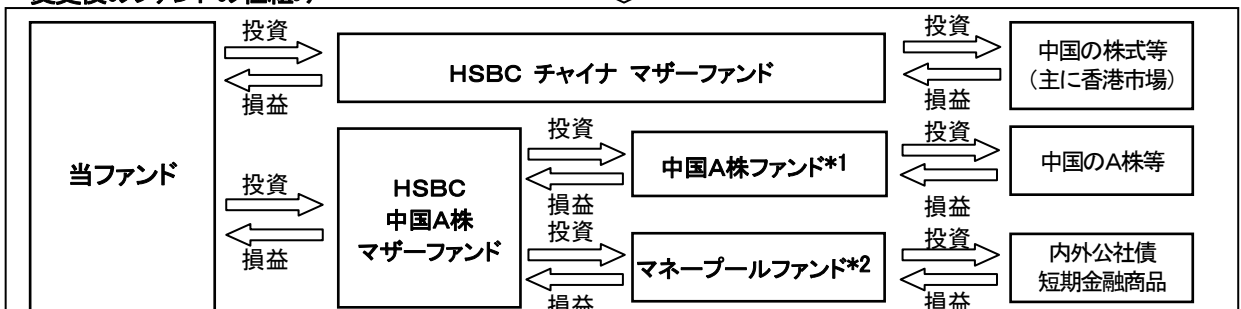 変更後のファンドの仕組み
投資
投資
HSBC チャイナ マザーファンド
中国の株式等
（主に香港市場）
損益
損益
当ファンド
投資
投資
投資
HSBC
中国A株
マザーファンド
中国A株ファンド*1
中国のA株等
損益
損益
損益
投資
投資
マネープールファンド*2
内外公社債
短期金融商品
損益
損益